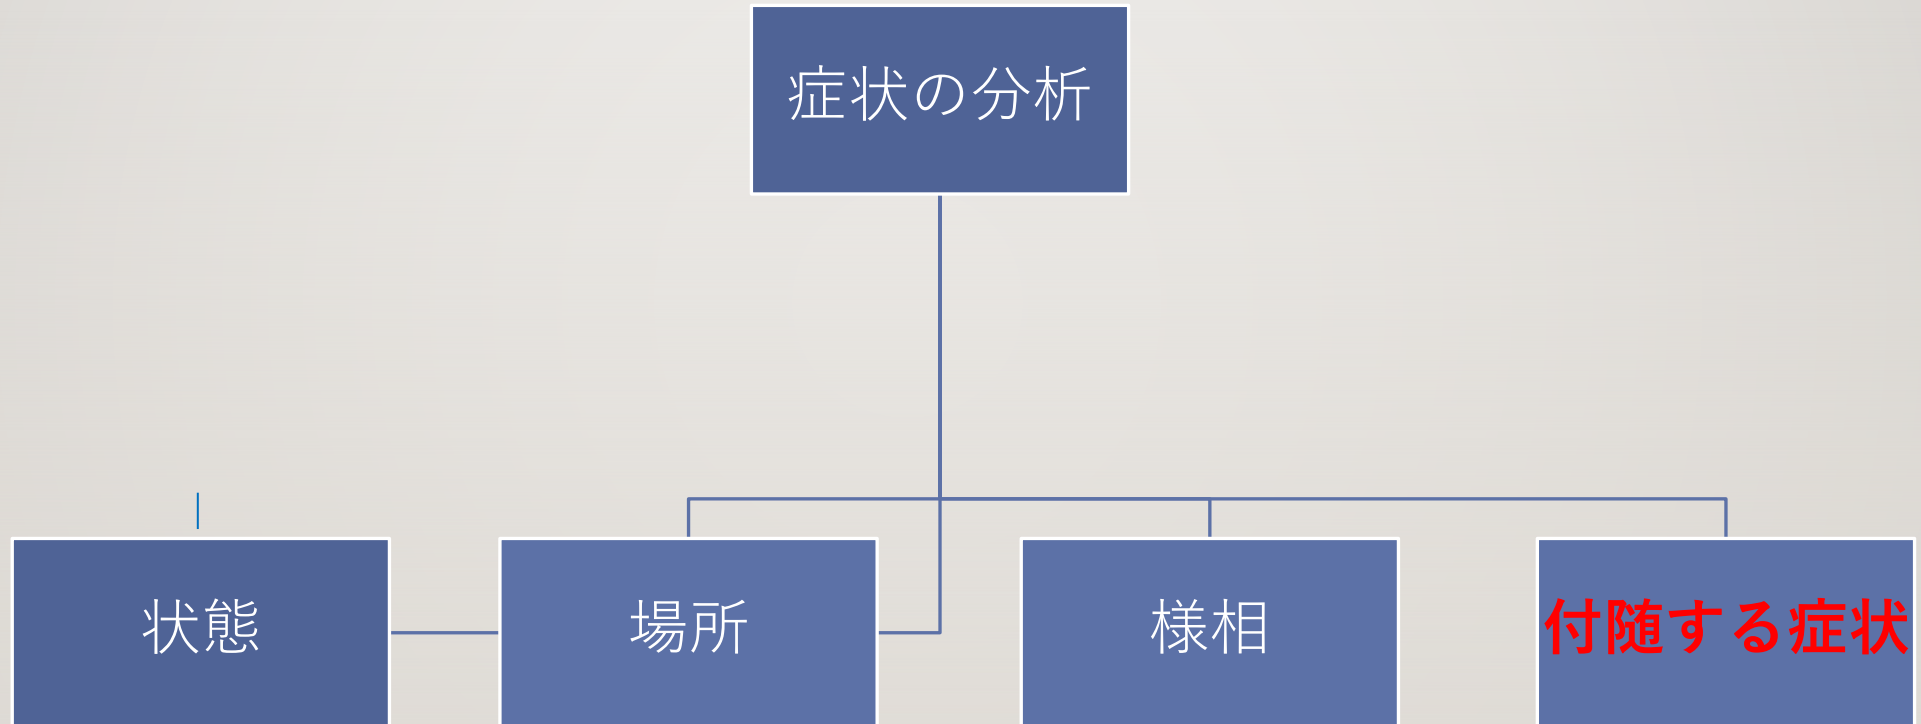 症状の分析
状態
場所
様相
付随する症状